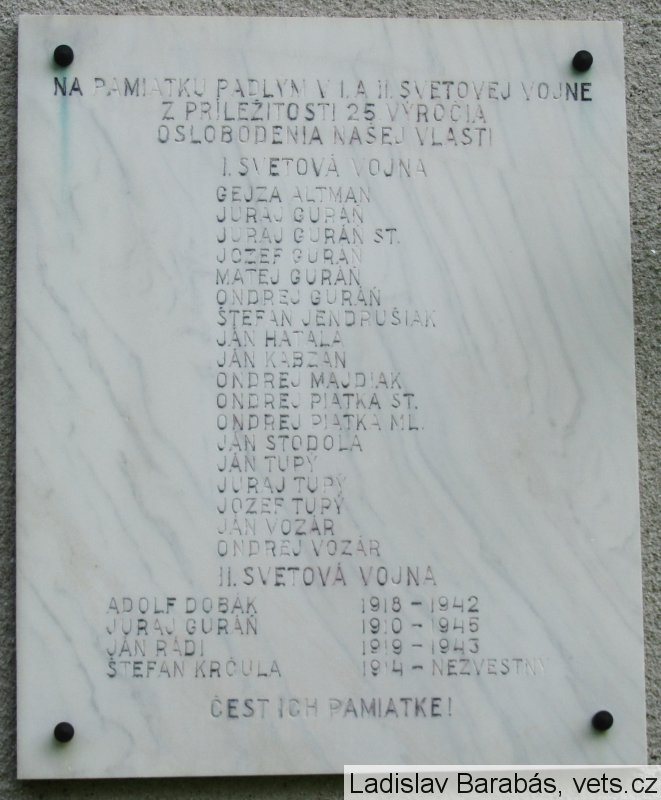 NA PAMIATKU PADLYM V I. A II. SVETOVEJ VOJNE
Z PRÍLEŽITOSTI 25 VÝROČIA
OSLOBODENIA NAŠEJ VLASTI
I. SVETOVÁ VOJNA
GEJZA ALTMAN
JURAJ GURÁŇ
JURAJ GURÁŇ ST.
JOZEF GURAN
MATEJ GURÁŇ
ONDREJ GURÁŇ
ŠTEFAN JENDRUŠIAK
JÁN HATALA
JÁN KABZAN
ONDREJ MAJDIAK
ONDREJ PIATKA ST.
ONDREJ PIATKA ML.
JÁN STODOLA
JÁN TUPÝ
JURAJ TUPÝ
JOZEF TUPÝ
JÁN VOZÁR
ONDREJ VOZÁR
II. SVETOVÁ VOJNA
ADOLF DOBÁK 1918 - 1942
JURAJ GURÁŇ 1910 - 1945
JÁN RÁDI 1919 - 1943
ŠTEFAN KRČULA 1914 - NEZVESTNÝ
ČEST ICH PAMIATKE!
Ladislav Barabás, vets.cz